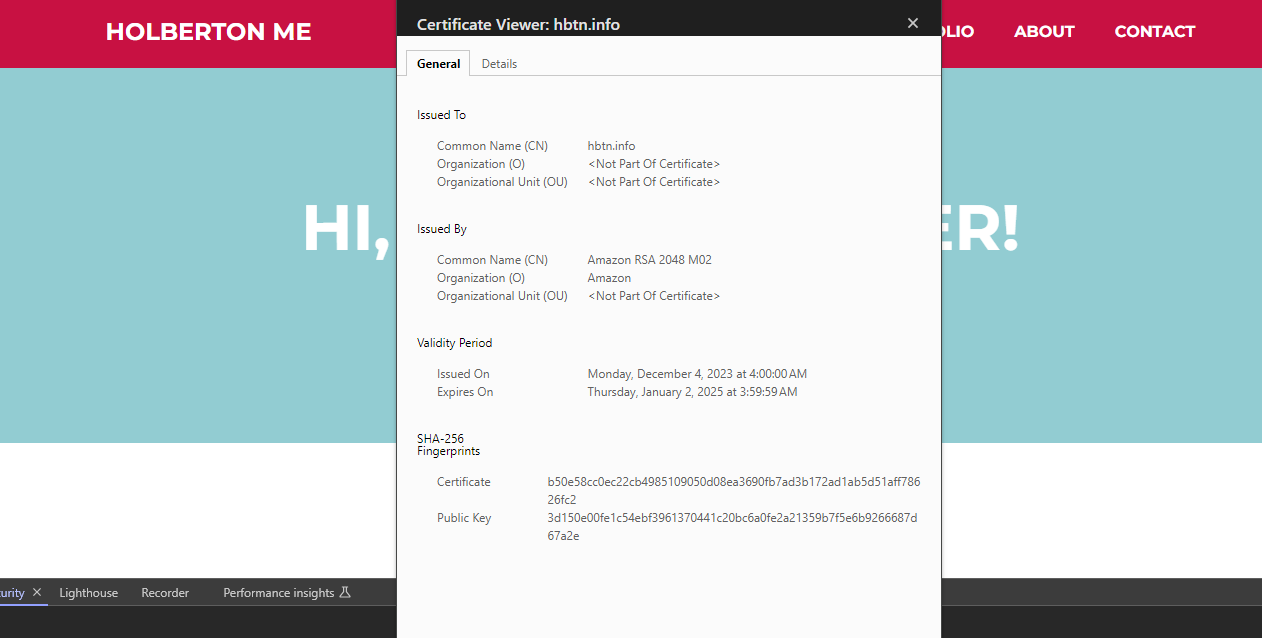 HOLBERTON ME
Certificate Viewer: hbtn.info
ABOUT
CONTACT
General
Details
Issued To
Common Name (CN) hbtn.info
Organization (O) <Not Part Of Certificate>
Organizational Unit (OU) <Not Part Of Certificate>
HI,
ER!
Issued By
Common Name (CN) Amazon RSA 2048 M02
Organization (O) Amazon
Organizational Unit (OU) <Not Part Of Certificate>
Validity Period
Issued On Monday, December 4, 2023 at 4:00:00 AM
Expires On Thursday, January 2, 2025 at 3:59:59 AM
SHA-256
Fingerprints
Certificate b50e58cc0ec22cb4985109050d08ea3690fb7ad3b172ad1ab5d51aff786
26fc2
Public Key 3d150e00fe1c54ebf3961370441c20bc6a0fe2a21359b7f5e6b9266687d
67a2e
Lighthouse
Recorder
Performance insights